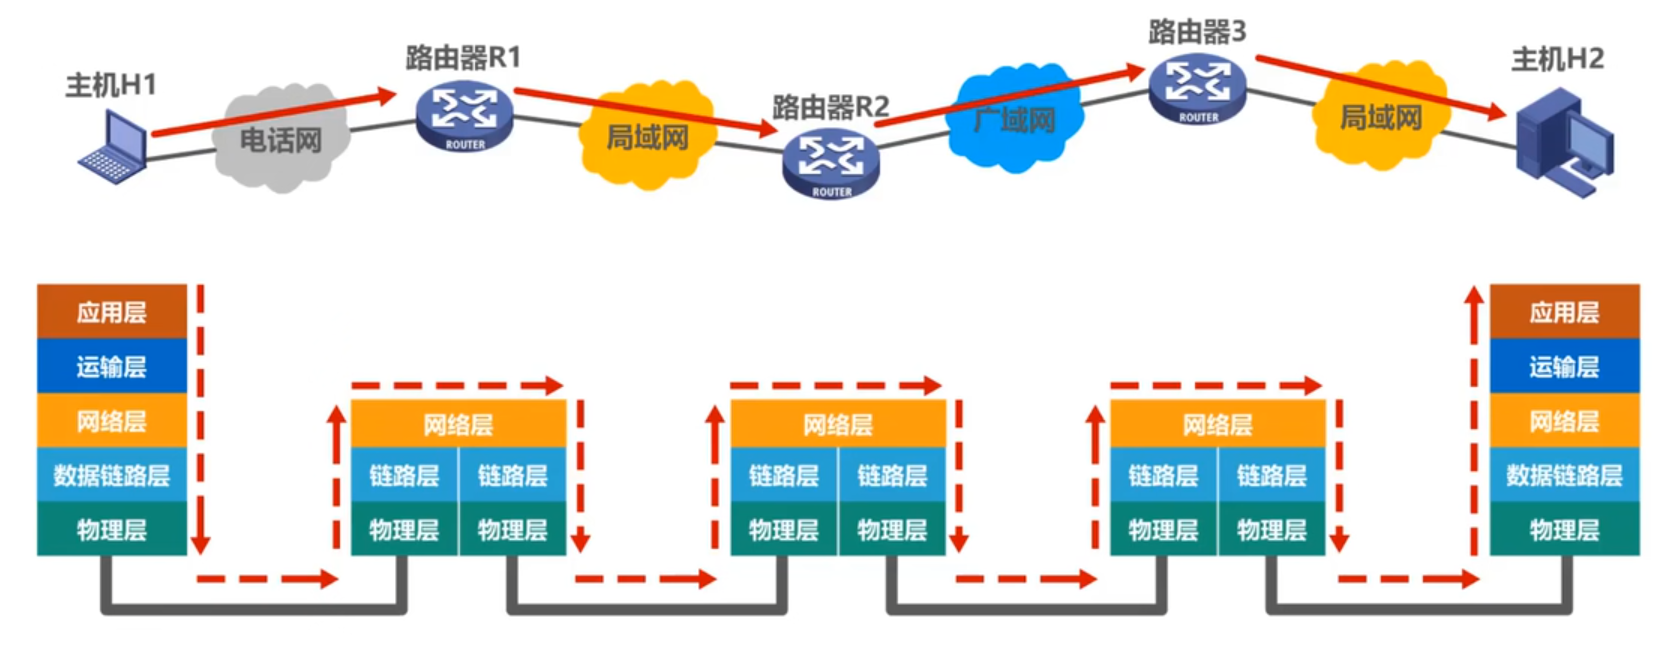 主机H1
电话网
路由器R1
ROUTER
局域网
路由器R2
ROUTER
广域网
路由器3
ROUTER
局域网
主机H2
应用层
运输层
网络层
数据链路层
物理层
网络层
链路层 链路层
物理层 物理层
网络层
链路层 链路层
物理层 物理层
网络层
链路层 链路层
物理层 物理层
应用层
运输层
网络层
数据链路层
物理层